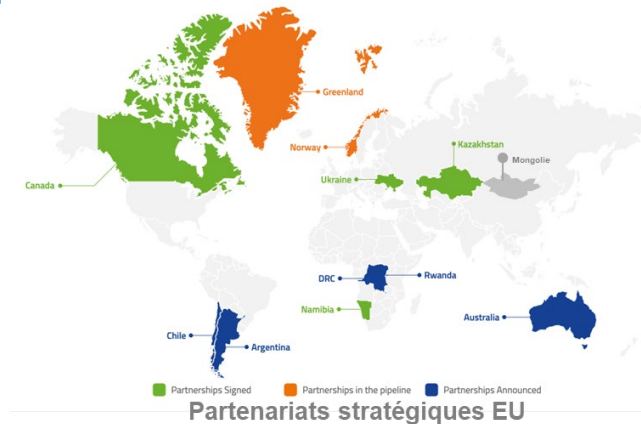 Greenland
Norway
Kazakhstan
Mongolie
Ukraine
Canada
DRC
Rwanda
Namibia
Australia
Chile
Argentina
Partnerships Signed
Partnerships in the pipeline
Partnerships Announced
Partenariats stratégiques EU